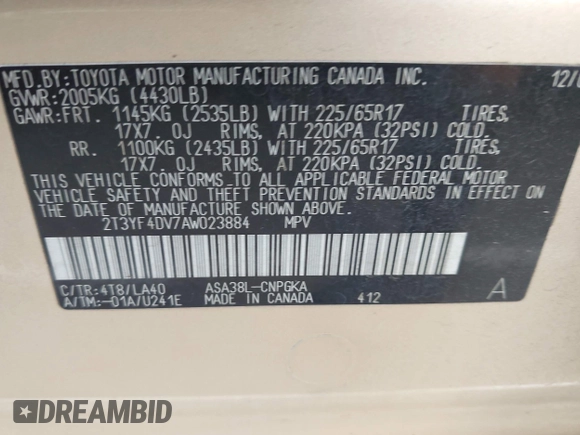 MFD.BY:TOYOTA MOTOR MANUFACTURING CANADA INC. 12/
GVWR:2005KG (4430LB)
GAWR:FRT. 1145KG (2535LB) WITH 225/65R17 TIRES,
17X7.0J RIMS, AT 220KPA (32PSI) COLD.
RR. 1100KG (2435LB) WITH 225/65R17 TIRES,
17X7.0J RIMS, AT 220KPA (32PSI) COLD.
THIS VEHICLE CONFORMS TO ALL APPLICABLE FEDERAL MOTOR
VEHICLE SAFETY AND THEFT PREVENTION STANDARDS IN EFFECT ON
THE DATE OF MANUFACTURE SHOWN ABOVE.
2T3YF4DV7AW023884 MPV
C/TR:4T8/LA40 ASA38L-CNPGKA
A/TM:-01A/U241E MADE IN CANADA 412 A
DREAMBID